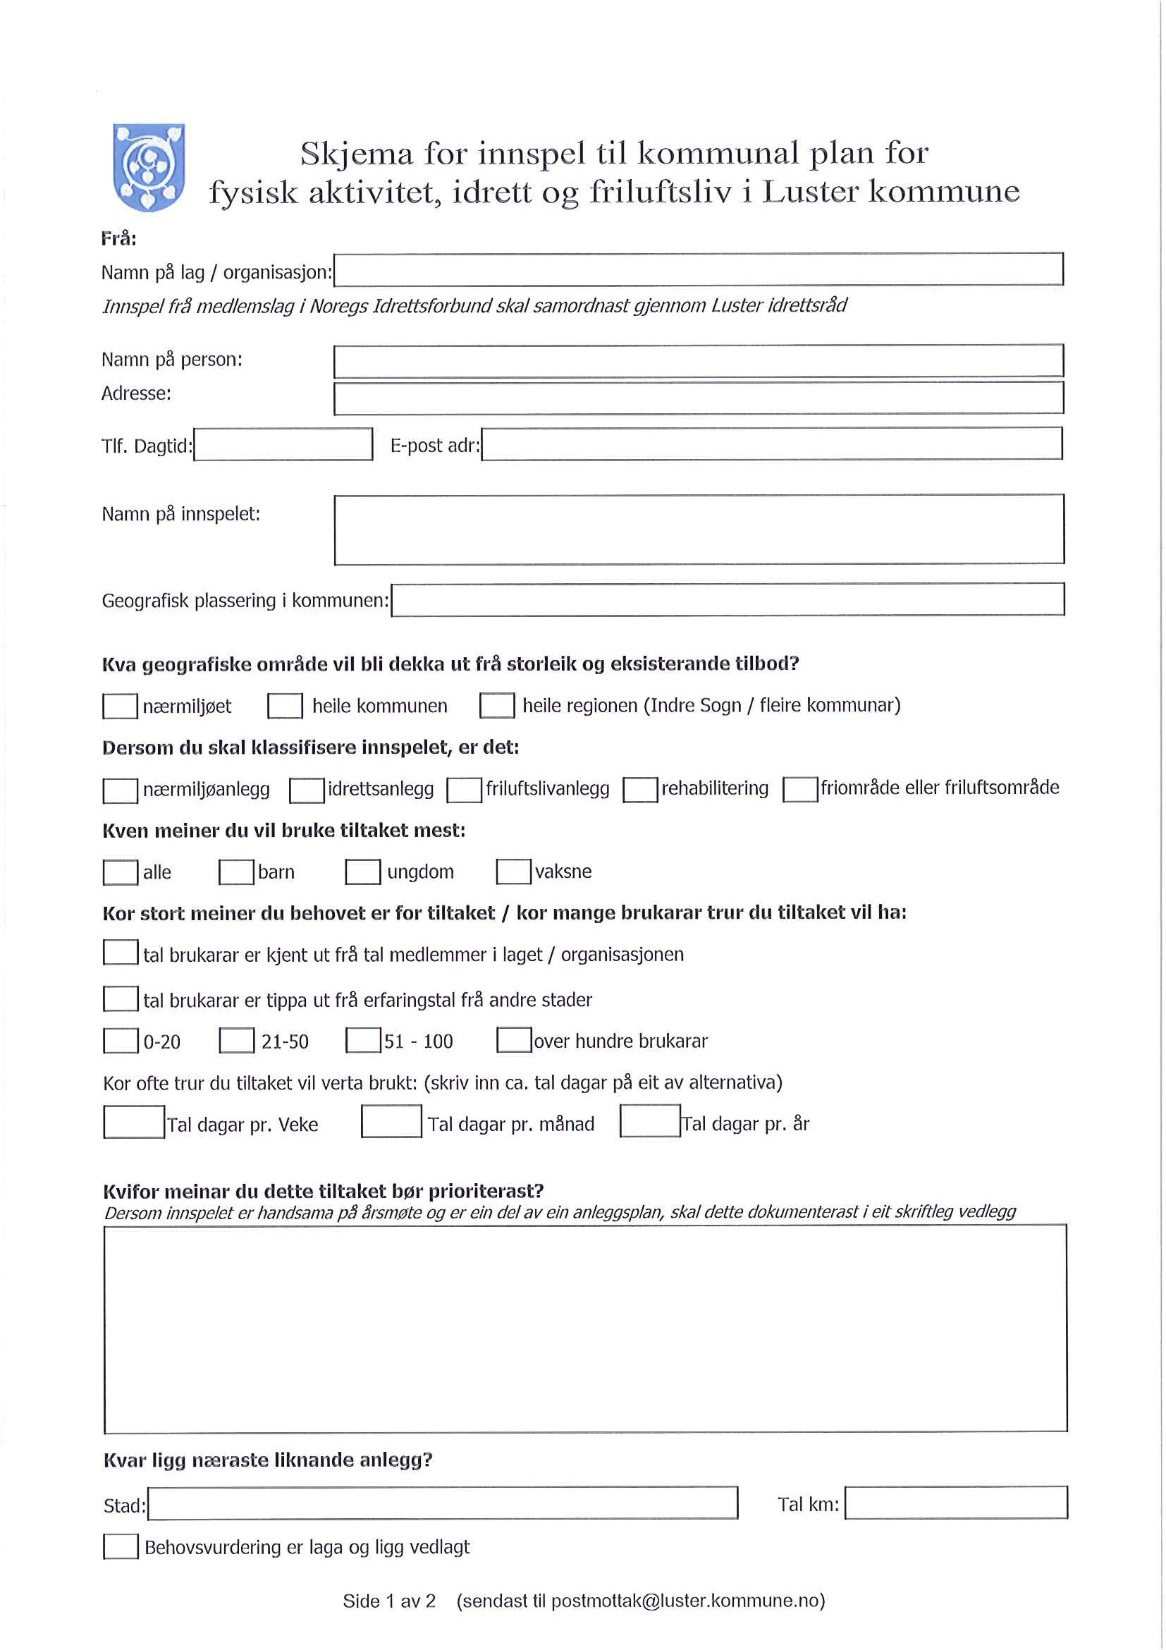 Skjema for innspel til kommunal plan for
fysisk aktivitet, idrett og friluftsliv i Luster kommune
Frå:
Namn på lag / organisasjon:
Innspel frå medlemslag i Noregs Idrettsforbund skal samordnast gjennom Luster idrettsråd
Namn på person:
Adresse:
Tlf. Dagtid: E-post adr:
Namn på innspelet:
Geografisk plassering i kommunen:
Kva geografiske område vil bli dekka ut frå storleik og eksisterande tilbod?
nærmiljøet heile kommunen heile regionen (Indre Sogn / fleire kommunar)
Dersom du skal klassifisere innspelet, er det:
nærmiljøanlegg idrettsanlegg friluftslivanlegg rehabilitering friområde eller friluftsområde
Kven meiner du vil bruke tiltaket mest:
alle barn ungdom vaksne
Kor stort meiner du behovet er for tiltaket / kor mange brukarar trur du tiltaket vil ha:
tal brukarar er kjent ut frå tal medlemmer i laget / organisasjonen
tal brukarar er tippa ut frå erfaringstal frå andre stader
0-20 21-50 51 - 100 over hundre brukarar
Kor ofte trur du tiltaket vil verta brukt: (skriv inn ca. tal dagar på eit av alternativa)
Tal dagar pr. Veke Tal dagar pr. månad Tal dagar pr. år
Kvifor meinar du dette tiltaket bør prioriterast?
Dersom innspelet er handsama på årsmøte og er ein del av ein anleggsplan, skal dette dokumenterast i eit skriftleg vedlegg
Kvar ligg næraste liknande anlegg?
Stad: Tal km:
Behovsvurdering er laga og ligg vedlagt
Side 1 av 2 (sendast til postmottak@luster.kommune.no)